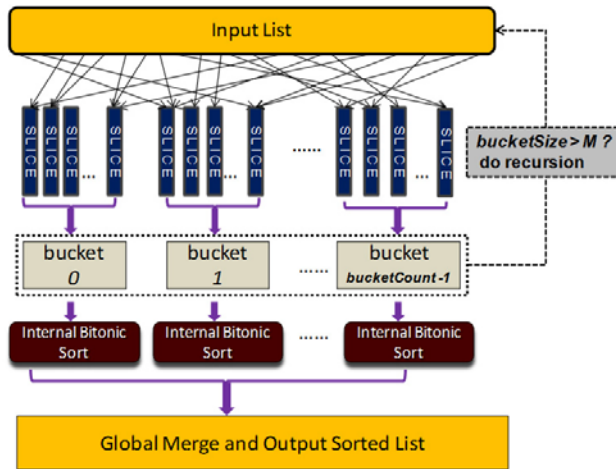 Input List
SLICE SLICE SLICE ... SLICE SLICE SLICE SLICE ... SLICE ...... SLICE SLICE SLICE ... SLICE
bucketSize > M ?
do recursion
bucket
0
bucket
1
......
bucket
bucketCount-1
Internal Bitonic
Sort
Internal Bitonic
Sort
......
Internal Bitonic
Sort
Global Merge and Output Sorted List